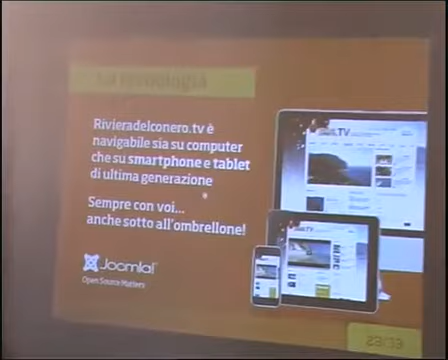 La tecnologia
Rivieradelconero.tv è
navigabile sia su computer
che su smartphone e tablet
di ultima generazione
Sempre con voi...
anche sotto all'ombrellone!
Joomla!
Open Source Matters
.TV